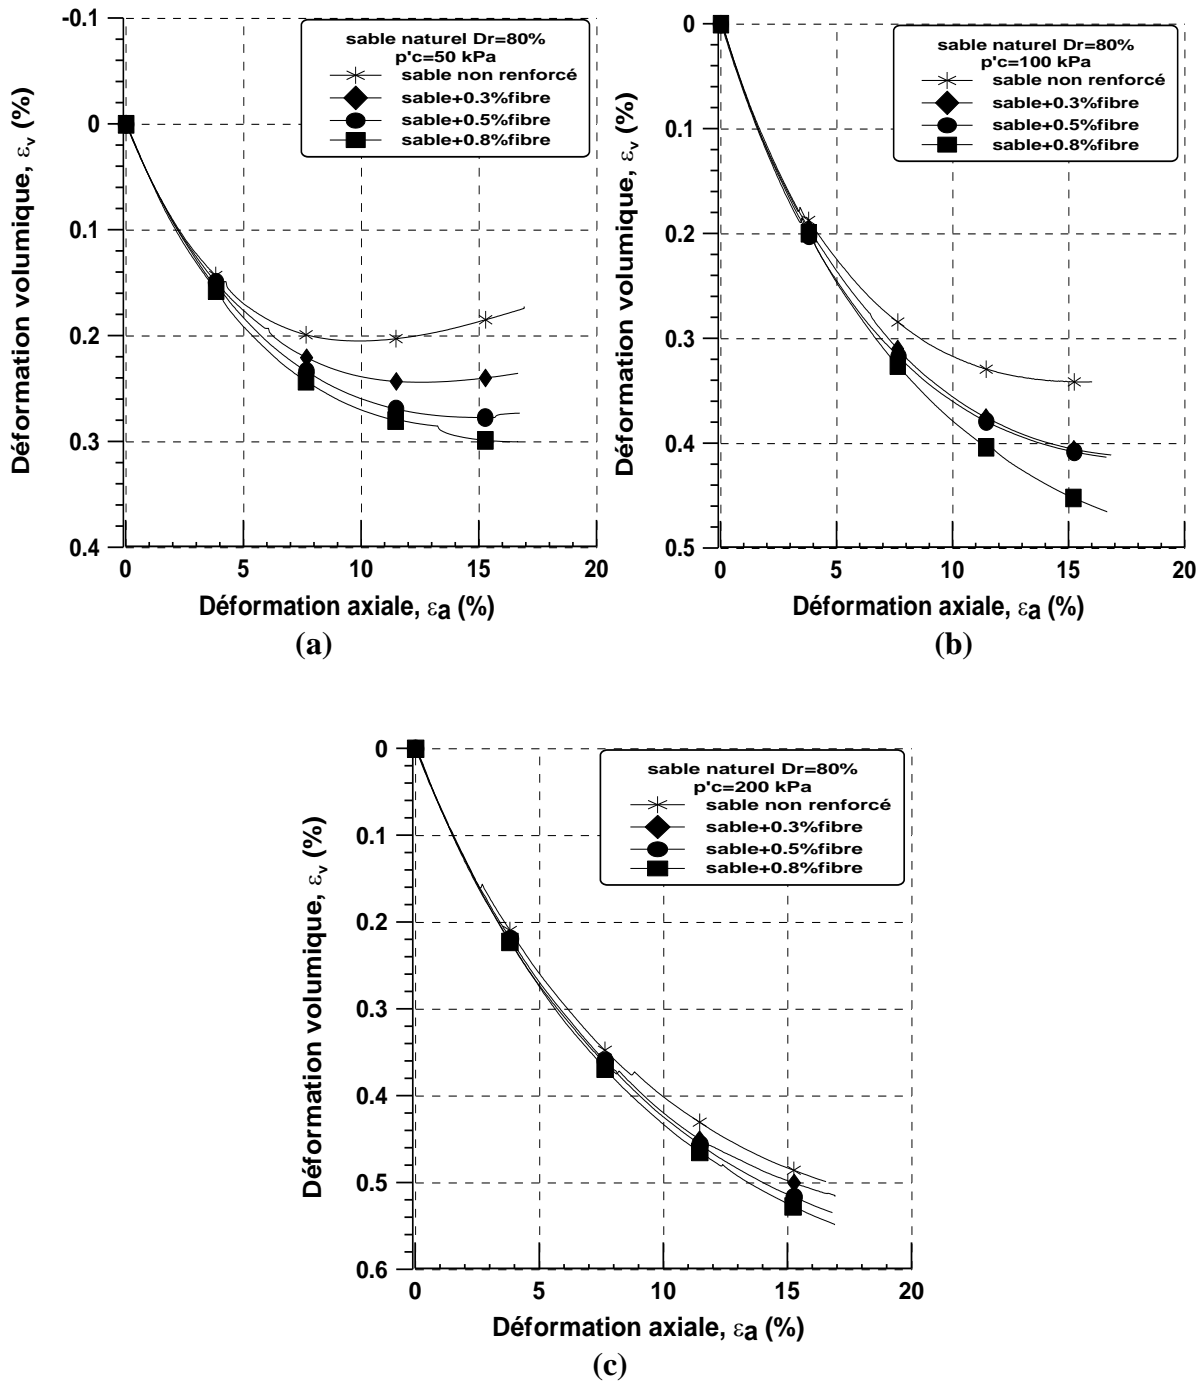 -0.1
0
0.1
0.2
0.3
0.4
Déformation volumique, εv (%)
sable naturel Dr=80%
p'c=50 kPa
sable non renforcé
sable+0.3%fibre
sable+0.5%fibre
sable+0.8%fibre
0 5 10 15 20
Déformation axiale, εa (%)
(a)
0
0.1
0.2
0.3
0.4
0.5
Déformation volumique, εv (%)
sable naturel Dr=80%
p'c=100 kPa
sable non renforcé
sable+0.3%fibre
sable+0.5%fibre
sable+0.8%fibre
0 5 10 15 20
Déformation axiale, εa (%)
(b)
0
0.1
0.2
0.3
0.4
0.5
0.6
Déformation volumique, εv (%)
sable naturel Dr=80%
p'c=200 kPa
sable non renforcé
sable+0.3%fibre
sable+0.5%fibre
sable+0.8%fibre
0 5 10 15 20
Déformation axiale, εa (%)
(c)